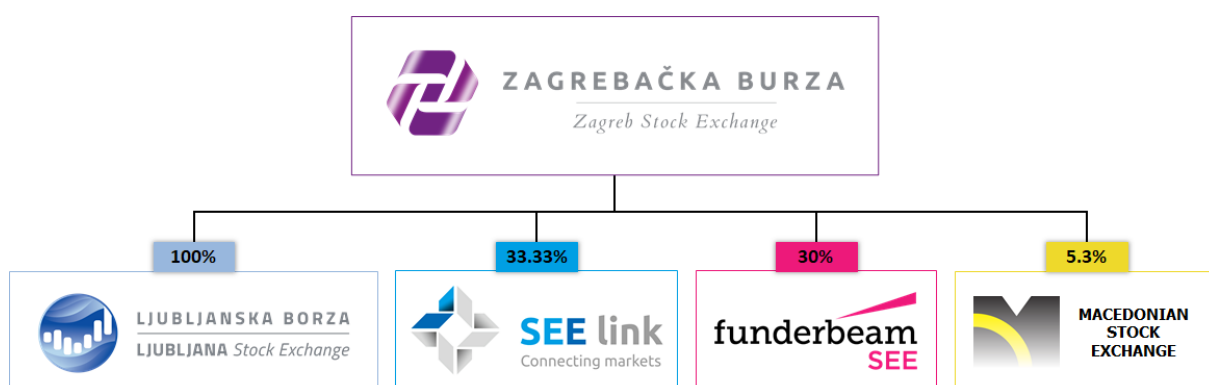 ZAGREBAČKA BURZA
Zagreb Stock Exchange
100%
33.33%
30%
5.3%
LJUBLJANSKA BORZA
LJUBLJANA Stock Exchange
SEE link
Connecting markets
funderbeam
SEE
MACEDONIAN
STOCK
EXCHANGE